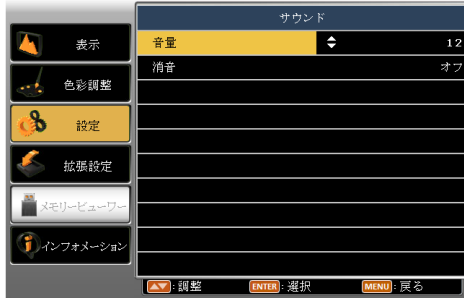 サウンド
表示
色彩調整
設定
拡張設定
メモリービューワー
インフォメーション
音量 12
消音 オフ
▲▼:調整 ENTER:選択 MENU:戻る